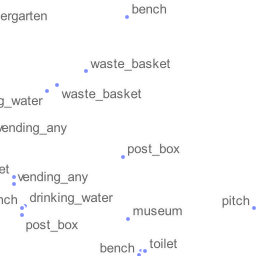 bench
ergarten
waste_basket
waste_basket
g_water
vending_any
post_box
et
vending_any
nch
drinking_water
pitch
museum
post_box
toilet
bench